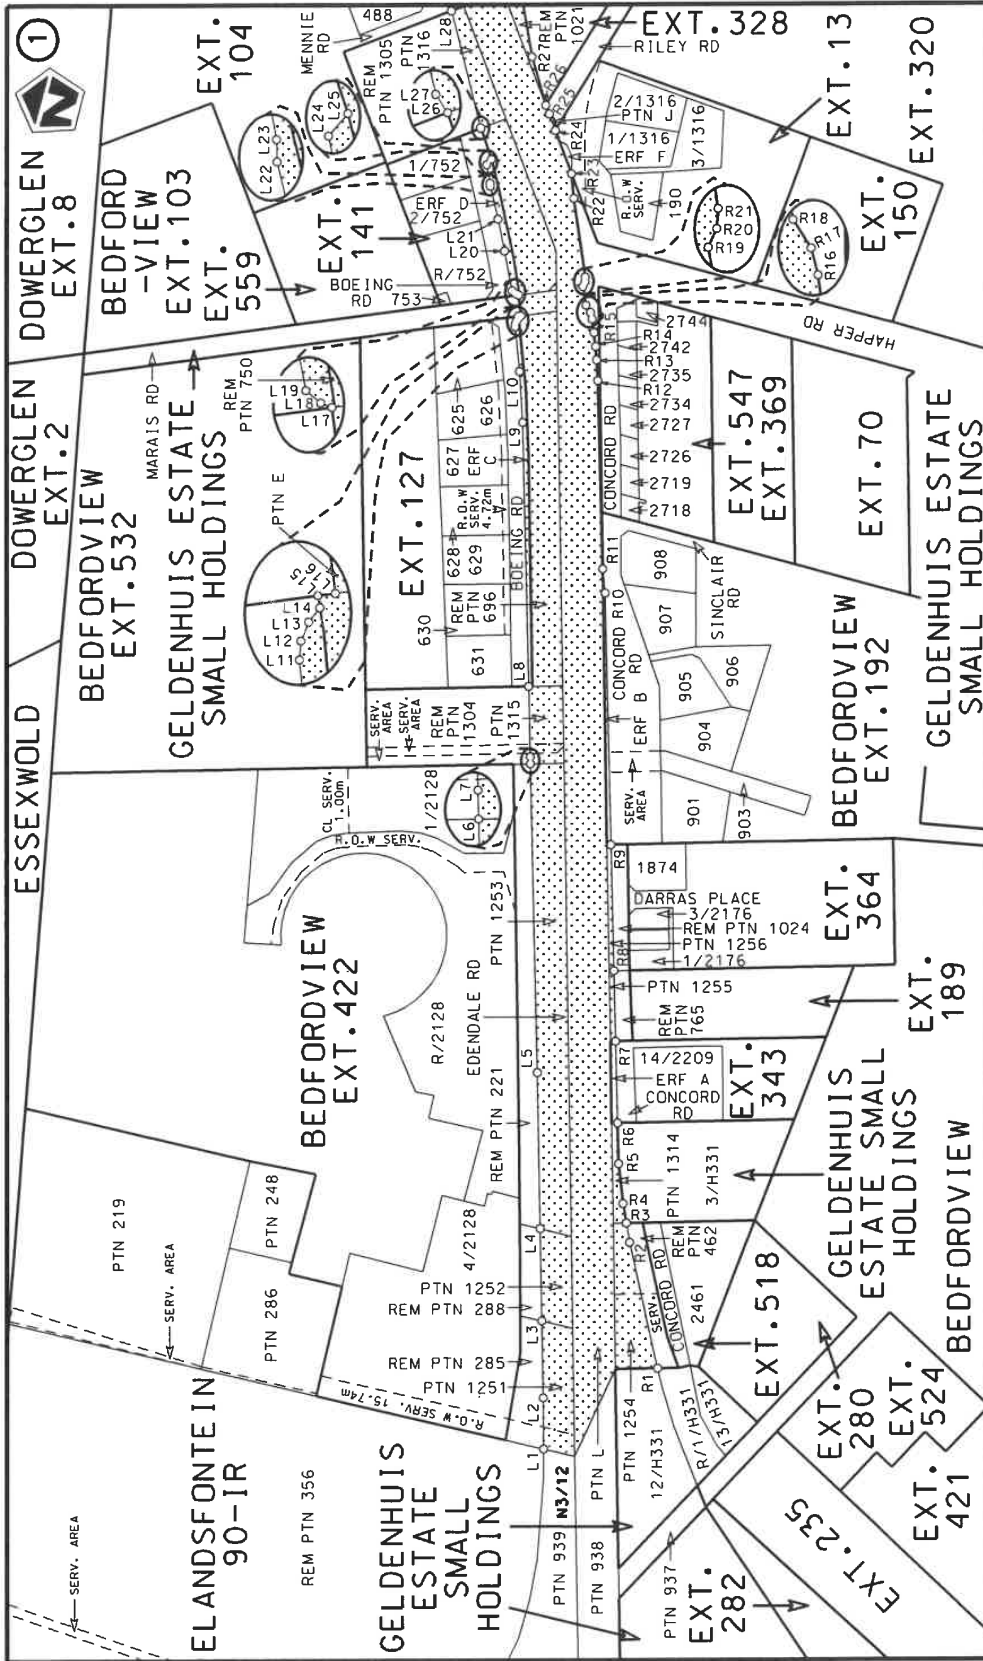 1
N
DOWERGLEN
EXT.8
DOWERGLEN
EXT.2
ESSEXWOLD
BEDFORD
-VIEW
EXT.103
EXT.
559
EXT.
104
EXT.
141
MENNIE
RD
488
REM
PTN 1305
PTN
1316
L28
L27
L26
L25
L24
L23
L22
1/752
ERF D
2/752
L21
L20
R/752
BOEING
RD
753
MARAIS RD
REM
PTN 750
L19
L18
L17
BEDFORDVIEW
EXT.532
GELDENHUIS ESTATE
SMALL HOLDINGS
PTN E
L16
L15
L14
L13
L12
L11
EXT.127
625
626
627
ERF
C
628
R.O.W
SERV.
4.72m
629
630
REM
PTN
696
631
BOEING RD
L10
L9
L8
SERV.
AREA
SERV.
AREA
REM
PTN
1304
PTN
1315
CL SERV.
1.00m
R.O.W SERV.
1/2128
L7
L6
BEDFORDVIEW
EXT.422
R/2128
EDENDALE RD
PTN 1253
L5
REM PTN 221
PTN 219
PTN 248
PTN 286
SERV. AREA
4/2128
L4
PTN 1252
REM PTN 288
L3
REM PTN 285
PTN 1251
L2
R.O.W SERV. 15.74m
L1
ELANDSFONTEIN
90-IR
SERV. AREA
REM PTN 356
GELDENHUIS
ESTATE
SMALL
HOLDINGS
PTN 939
N3/12
PTN 938
PTN L
PTN 1254
12/H331
R/1/H331
13/H331
PTN 937
EXT.
282
EXT.235
EXT.
421
EXT.
524
EXT.
280
EXT.518
BEDFORDVIEW
GELDENHUIS
ESTATE SMALL
HOLDINGS
R1
SERV.
CONCORD RD
2461
R2
REM
PTN
462
R3
R4
R5
R6
PTN 1314
3/H331
EXT.
343
14/2209
ERF A
CONCORD
RD
R7
REM
PTN
765
PTN 1255
EXT.
189
R8
1/2176
PTN 1256
REM PTN 1024
3/2176
DARRAS PLACE
1874
R9
EXT.
364
BEDFORDVIEW
EXT.192
901
903
904
905
906
907
908
SERV.
AREA
ERF B
CONCORD
RD
R10
R11
SINCLAIR
RD
GELDENHUIS ESTATE
SMALL HOLDINGS
EXT.70
EXT.547
EXT.369
CONCORD RD
2718
2719
2726
2727
2734
R12
2735
R13
2742
R14
2744
R15
HAPPER RD
R16
R17
R18
R19
R20
R21
EXT.
150
EXT.320
EXT.13
190
R.O.W
SERV.
R22
R23
ERF F
1/1316
3/1316
2/1316
PTN J
R24
R25
R26
R27
REM
PTN
1021
RILEY RD
EXT.328